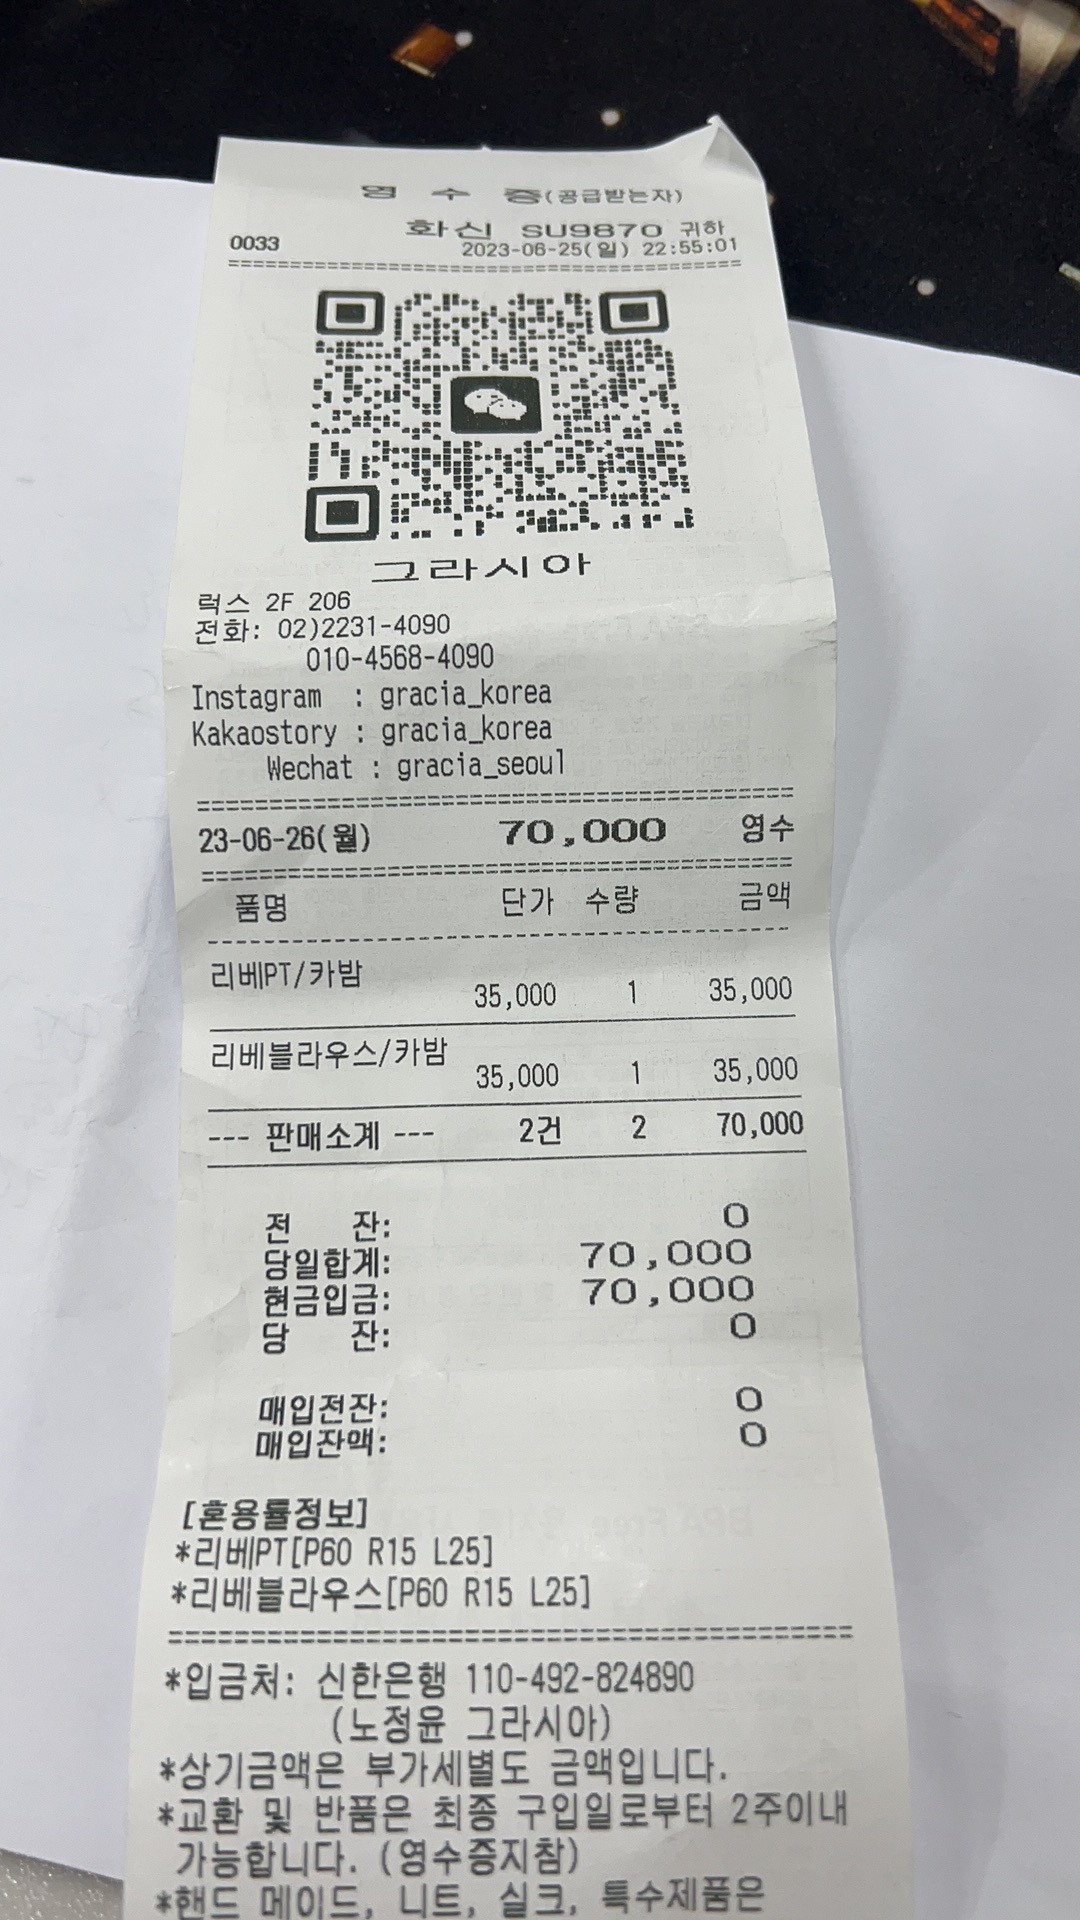 영 수 증(공급받는자)
화신 SU9870 귀하
0033 2023-06-25(일) 22:55:01
그라시아
럭스 2F 206
전화: 02)2231-4090
010-4568-4090
Instagram : gracia_korea
Kakaostory : gracia_korea
Wechat : gracia_seoul
23-06-26(월) 70,000 영수
품명 단가 수량 금액
리베PT/카밤
35,000 1 35,000
리베블라우스/카밤
35,000 1 35,000
--- 판매소계 --- 2건 2 70,000
전 잔: 0
당일합계: 70,000
현금입금: 70,000
당 잔: 0
매입전잔: 0
매입잔액: 0
[혼용률정보]
*리베PT[P60 R15 L25]
*리베블라우스[P60 R15 L25]
*입금처: 신한은행 110-492-824890
(노정윤 그라시아)
*상기금액은 부가세별도 금액입니다.
*교환 및 반품은 최종 구입일로부터 2주이내
가능합니다. (영수증지참)
*핸드 메이드, 니트, 실크, 특수제품은